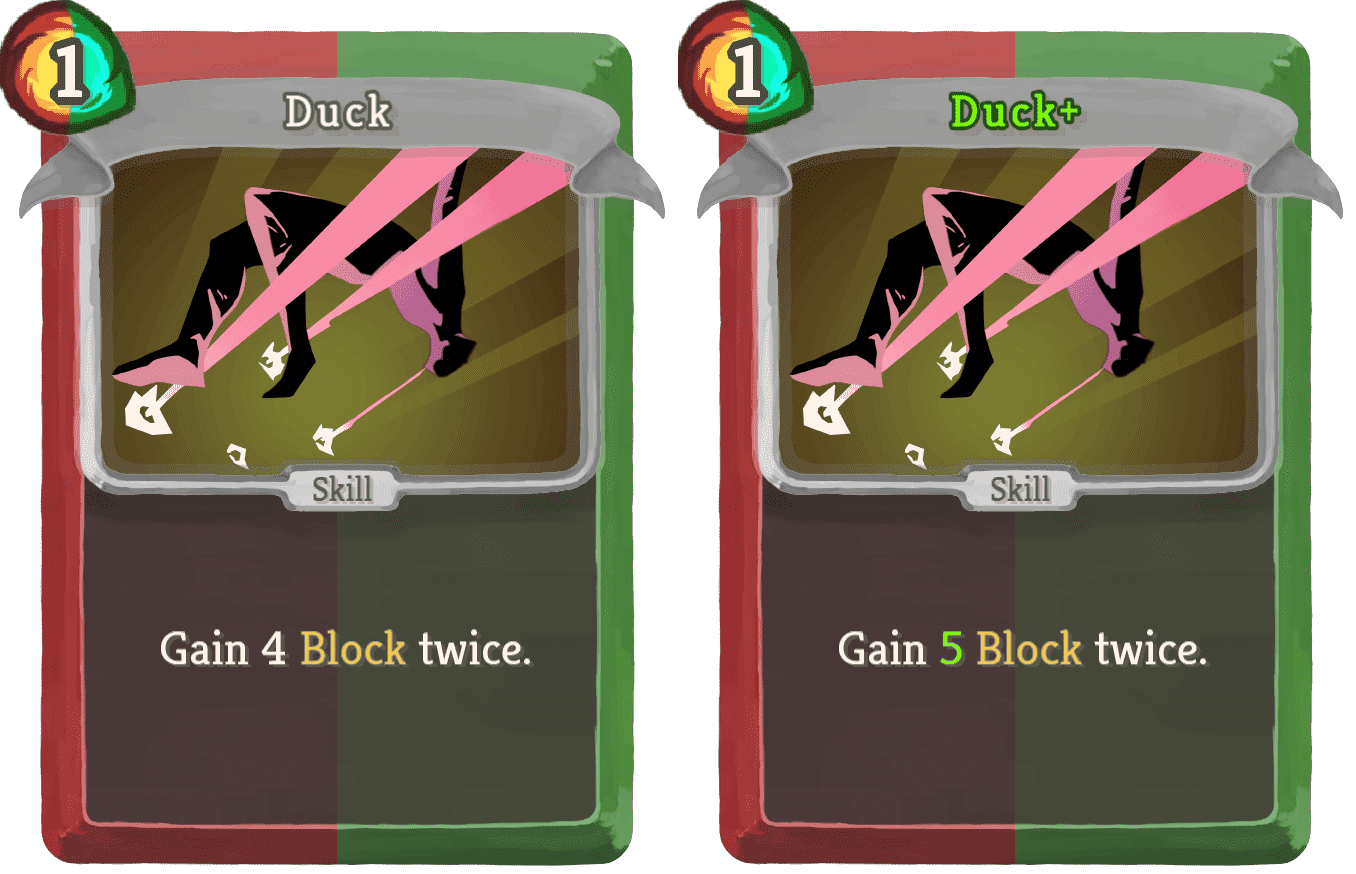 1
Duck
Skill
Gain 4 Block twice.
1
Duck+
Skill
Gain 5 Block twice.